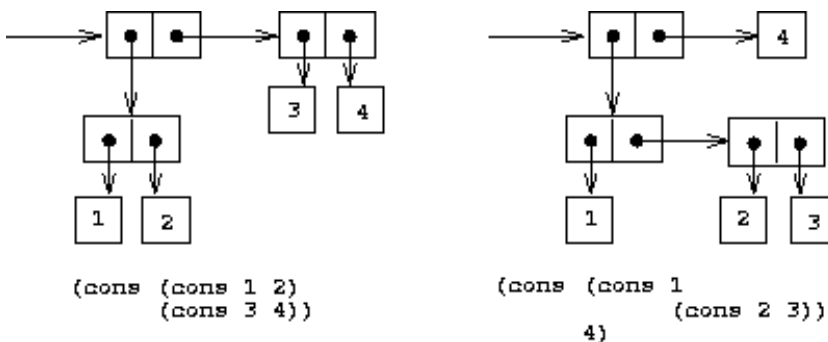 3 4 4
1 2 1 2 3
(cons (cons 1 2)
(cons 3 4))
(cons (cons 1
(cons 2 3))
4)